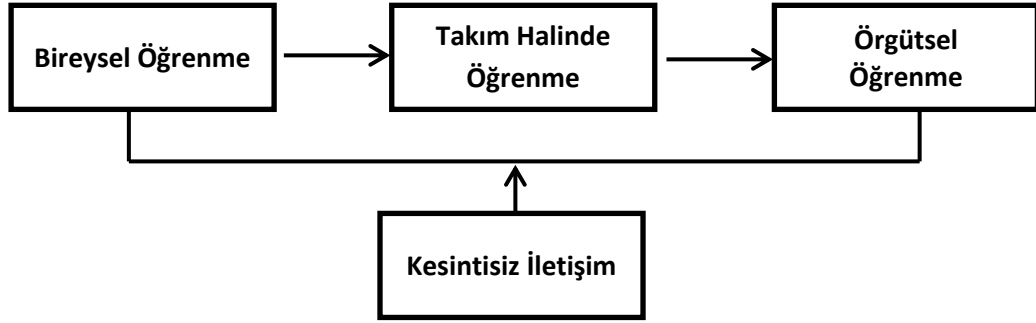 Bireysel Öğrenme
Takım Halinde
Öğrenme
Örgütsel
Öğrenme
Kesintisiz İletişim